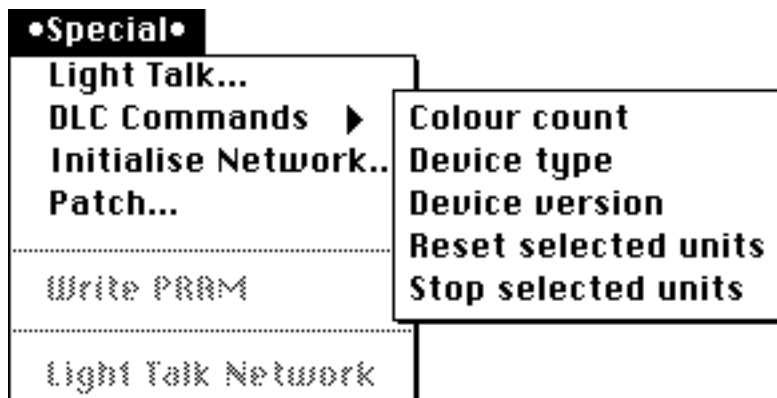 •Special•
Light Talk...
DLC Commands ▶
Initialise Network..
Patch...
Write PRAM
Light Talk Network
Colour count
Device type
Device version
Reset selected units
Stop selected units